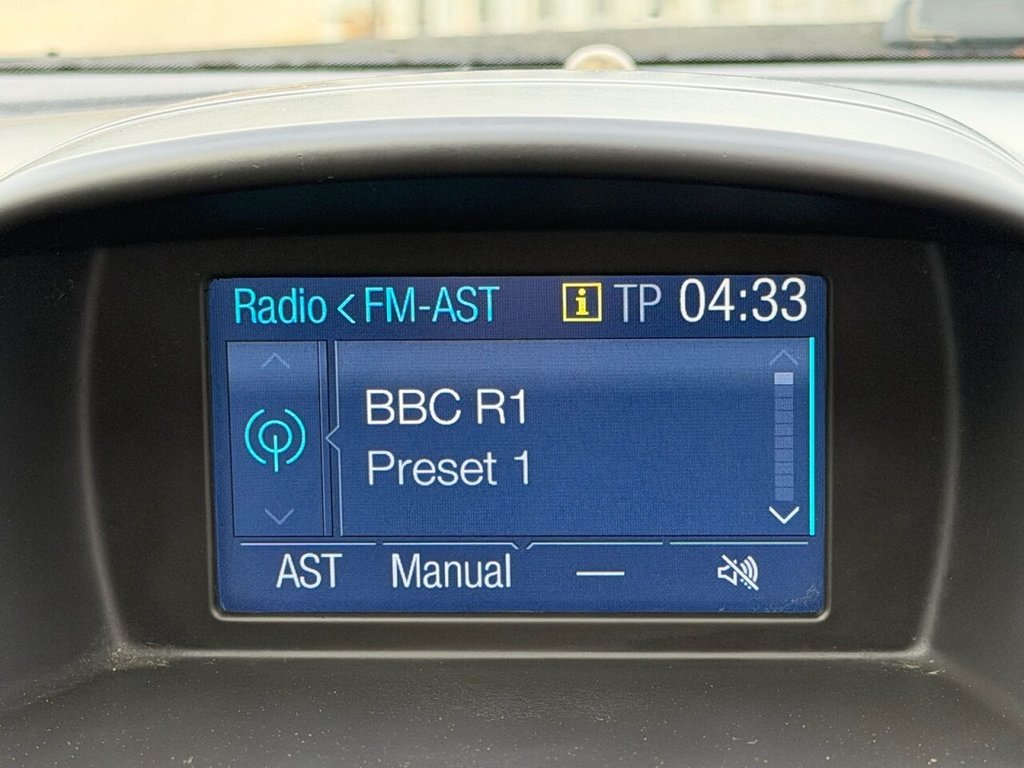 Radio < FM-AST i TP 04:33
BBC R1
Preset 1
AST Manual —